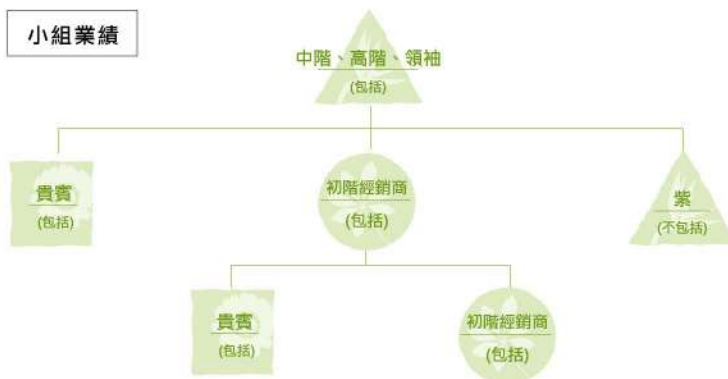 小組業績
中階、高階、領袖
(包括)
貴賓
(包括)
初階經銷商
(包括)
紫
(不包括)
貴賓
(包括)
初階經銷商
(包括)